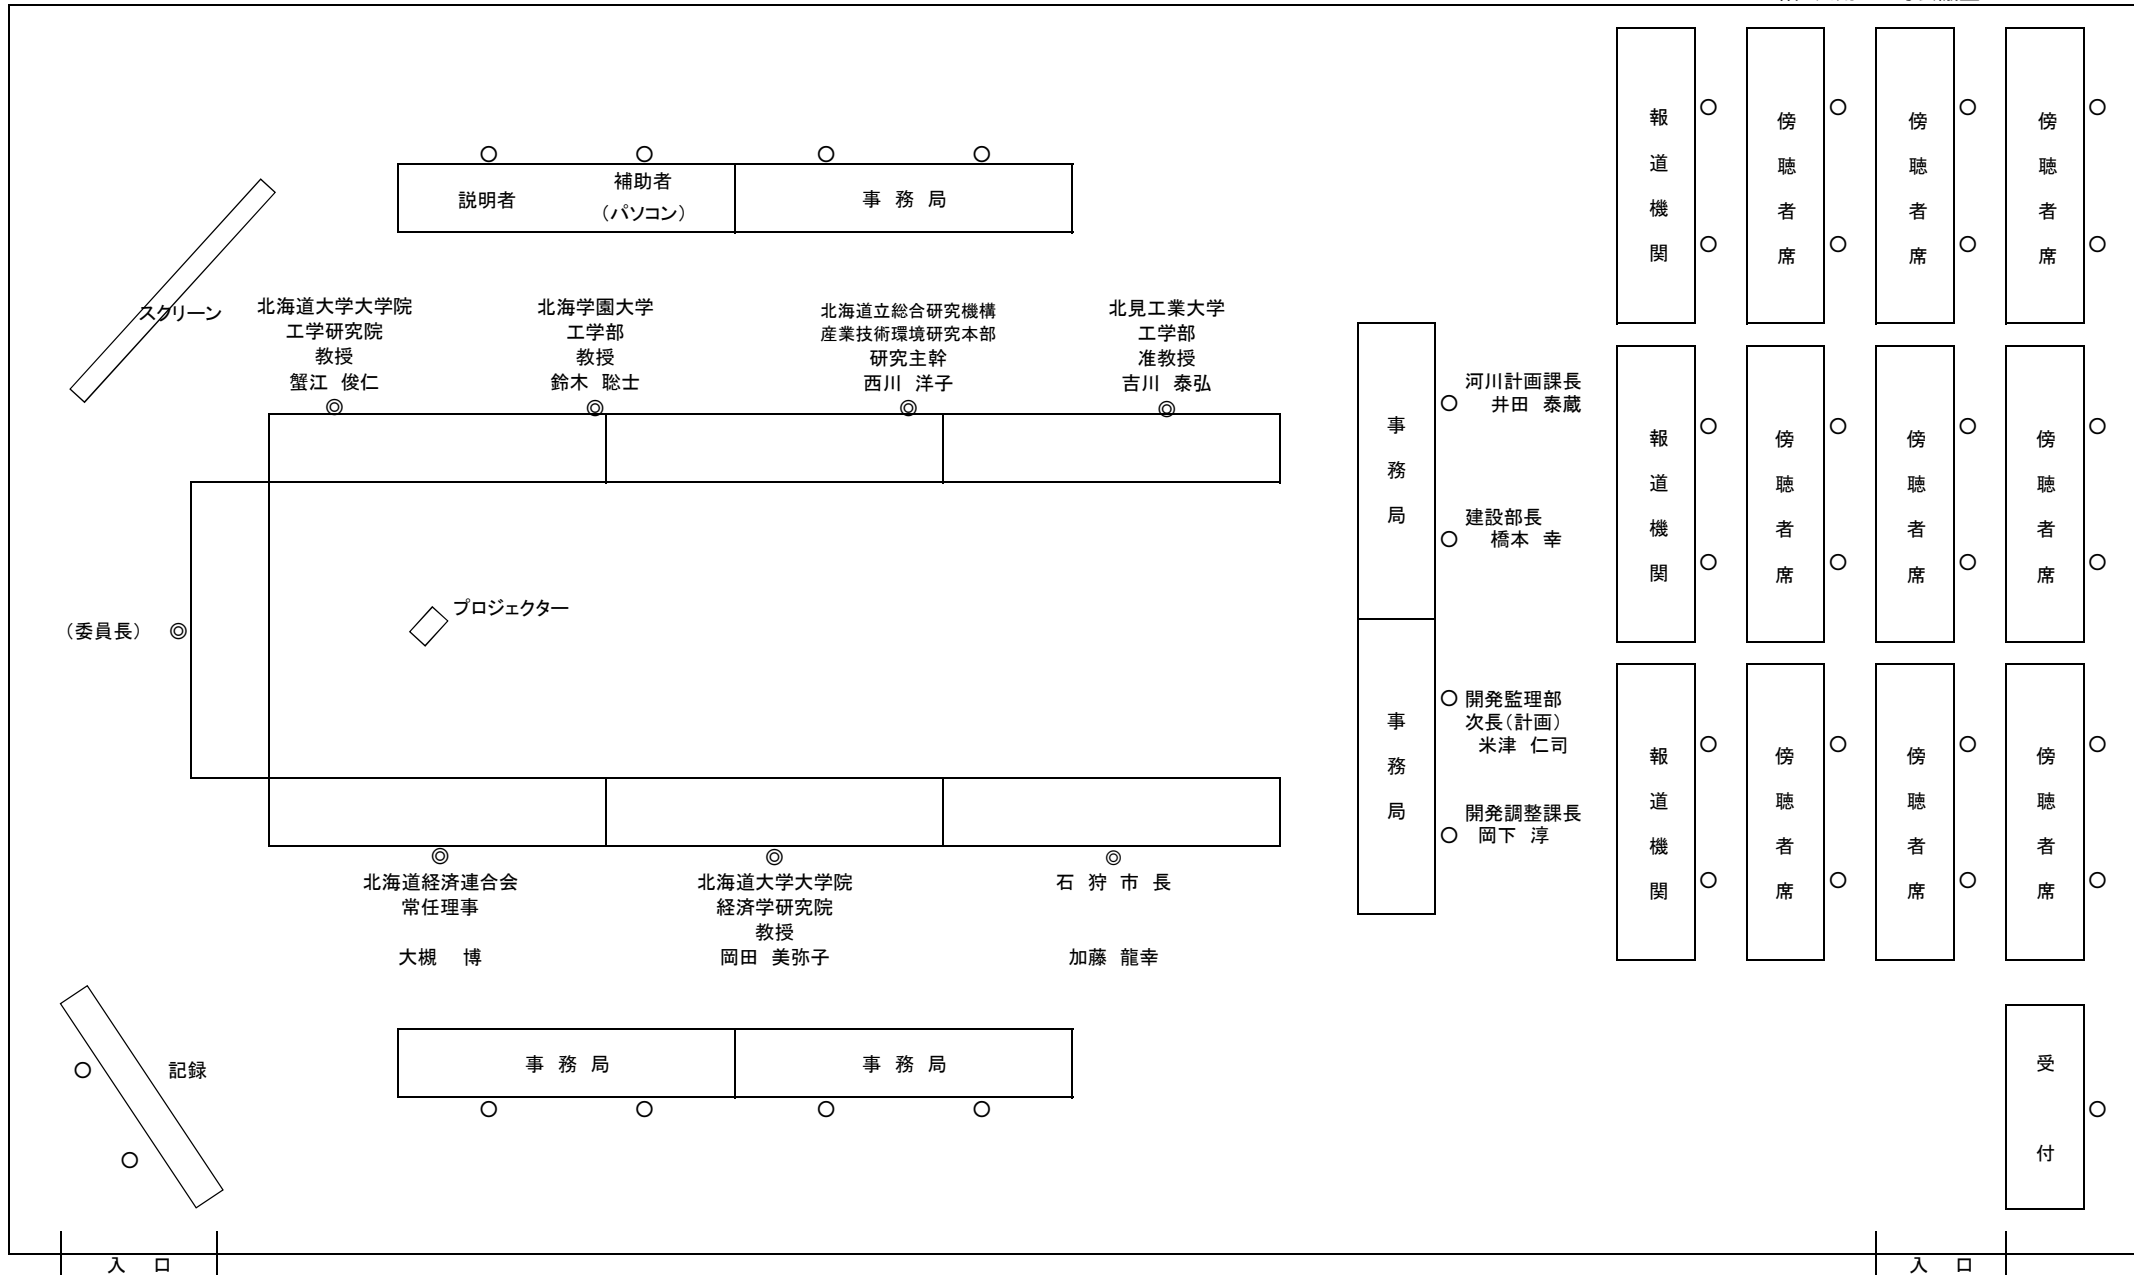 説明者
補助者
（パソコン）
事 務 局
スクリーン
北海道大学大学院
工学研究院
教授
蟹江 俊仁
北海学園大学
工学部
教授
鈴木 聡士
北海道立総合研究機構
産業技術環境研究本部
研究主幹
西川 洋子
北見工業大学
工学部
准教授
吉川 泰弘
（委員長）
プロジェクター
北海道経済連合会
常任理事
大槻 博
北海道大学大学院
経済学研究院
教授
岡田 美弥子
石 狩 市 長
加藤 龍幸
事務局
河川計画課長
井田 泰蔵
建設部長
橋本 幸
事務局
開発監理部
次長（計画）
米津 仁司
開発調整課長
岡下 淳
報道機関
傍聴者席
傍聴者席
傍聴者席
報道機関
傍聴者席
傍聴者席
傍聴者席
報道機関
傍聴者席
傍聴者席
傍聴者席
記録
事 務 局
事 務 局
受付
入 口
入 口